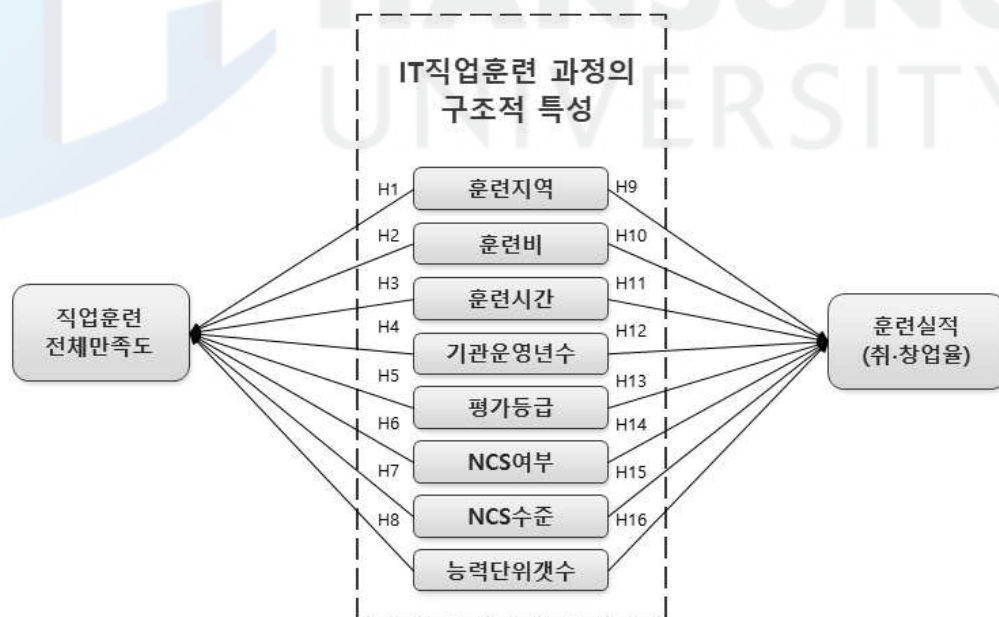 HANSUNG
UNIVERSITY
IT직업훈련 과정의
구조적 특성
H1
훈련지역
H9
H2
훈련비
H10
H3
훈련시간
H11
H4
기관운영년수
H12
H5
평가등급
H13
H6
NCS여부
H14
H7
NCS수준
H15
H8
능력단위갯수
H16
직업훈련
전체만족도
훈련실적
(취·창업율)